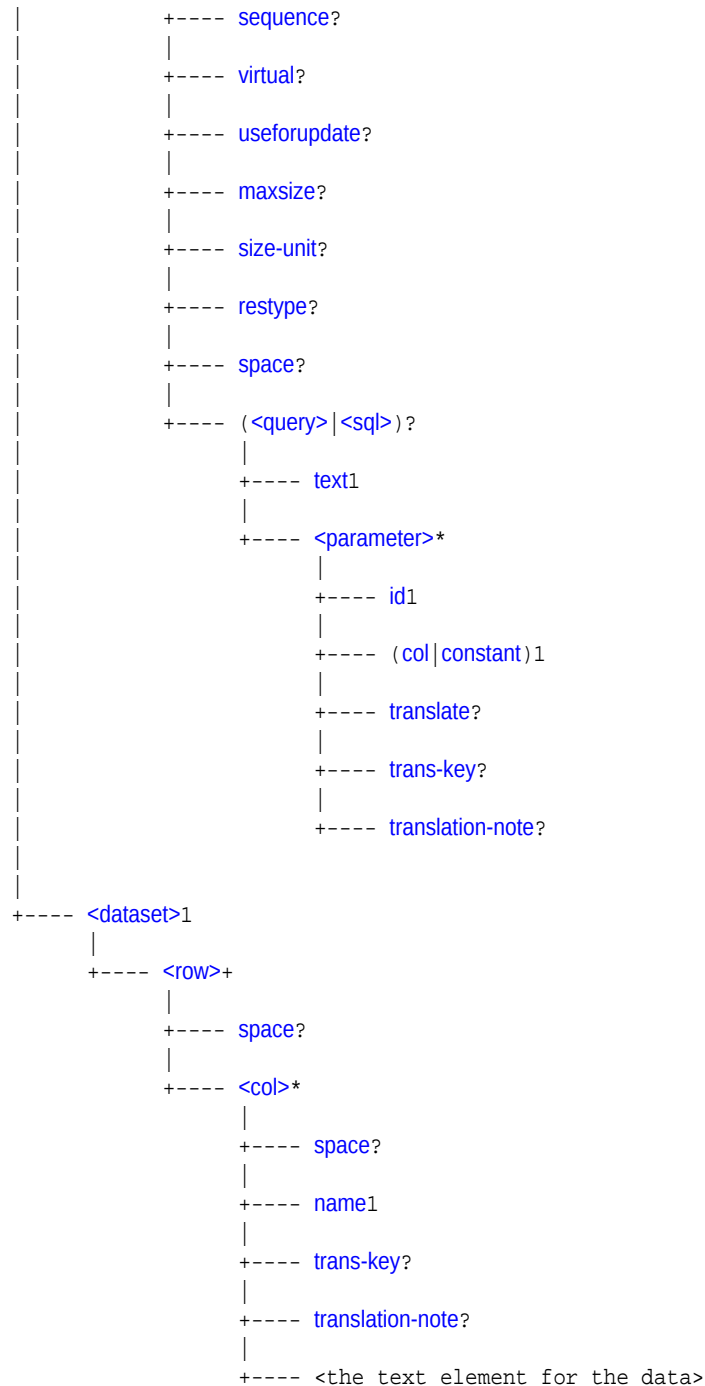 |             +---- sequence?
|             |
|             +---- virtual?
|             |
|             +---- useforupdate?
|             |
|             +---- maxsize?
|             |
|             +---- size-unit?
|             |
|             +---- restype?
|             |
|             +---- space?
|             |
|             +---- (<query>|<sql>)?
|                    |
|                    +---- text1
|                    |
|                    +---- <parameter>*
|                           |
|                           +---- id1
|                           |
|                           +---- (col|constant)1
|                           |
|                           +---- translate?
|                           |
|                           +---- trans-key?
|                           |
|                           +---- translation-note?
|
|
+---- <dataset>1
       |
       +---- <row>+
              |
              +---- space?
              |
              +---- <col>*
                     |
                     +---- space?
                     |
                     +---- name1
                     |
                     +---- trans-key?
                     |
                     +---- translation-note?
                     |
                     +---- <the text element for the data>